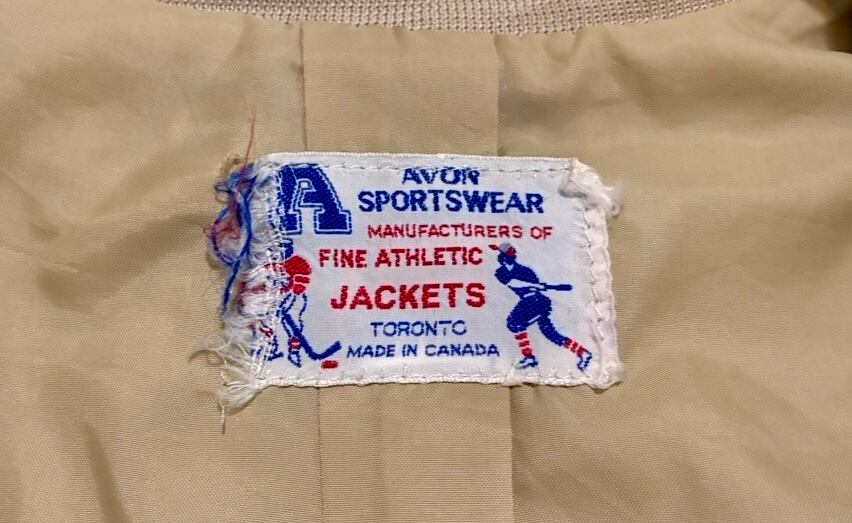 A
AVON
SPORTSWEAR
MANUFACTURERS OF
FINE ATHLETIC
JACKETS
TORONTO
MADE IN CANADA